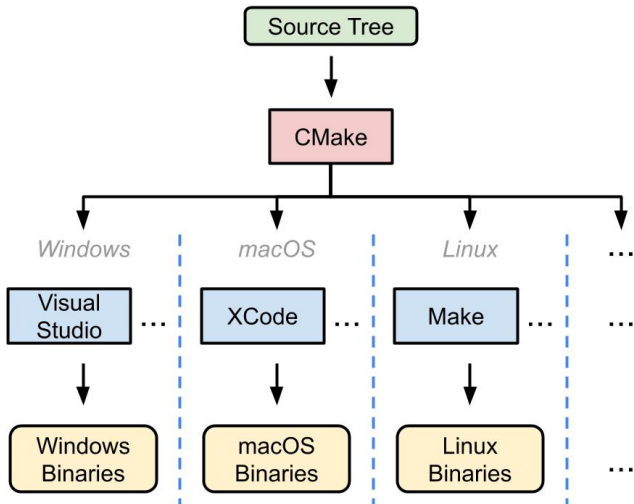 Source Tree
CMake
Windows
macOS
Linux
...
Visual
Studio
...
XCode
...
Make
...
...
Windows
Binaries
macOS
Binaries
Linux
Binaries
...